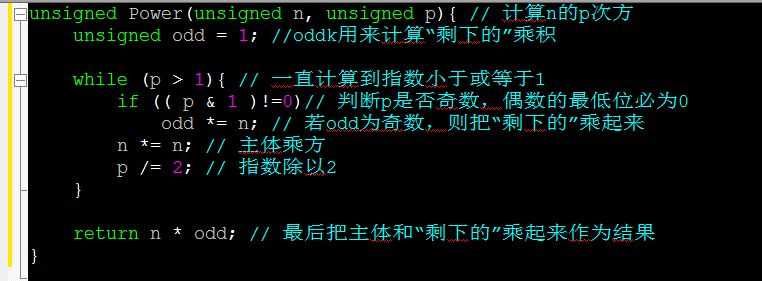 unsigned Power(unsigned n, unsigned p){ // 计算n的p次方
unsigned odd = 1; //oddk用来计算“剩下的”乘积
while (p > 1){ // 一直计算到指数小于或等于1
if (( p & 1 )!=0)// 判断p是否奇数，偶数的最低位必为0
odd *= n; // 若odd为奇数，则把“剩下的”乘起来
n *= n; // 主体乘方
p /= 2; // 指数除以2
}
return n * odd; // 最后把主体和“剩下的”乘起来作为结果
}